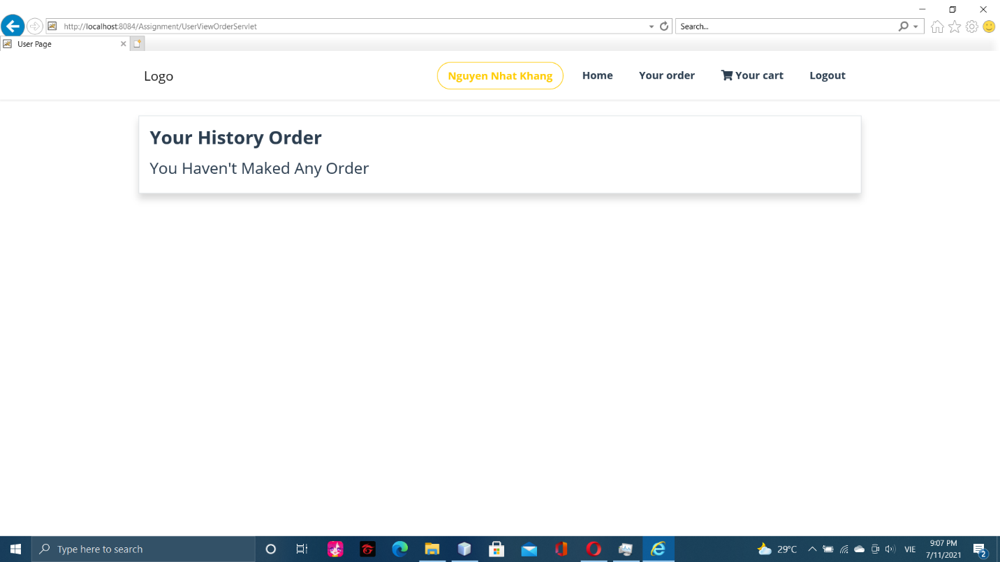 http://localhost:8084/Assignment/UserViewOrderServlet
Search...
User Page
Logo
Nguyen Nhat Khang
Home
Your order
Your cart
Logout
Your History Order
You Haven't Maked Any Order
Type here to search
29°C
VIE
9:07 PM
7/11/2021
2